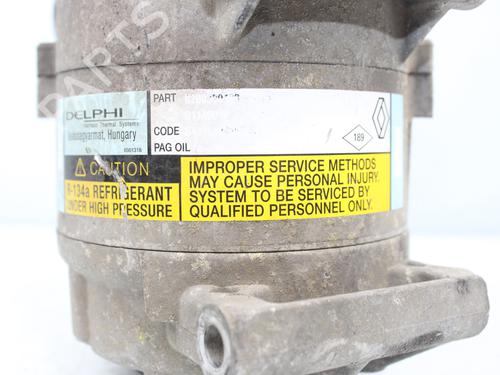 PARTS
DELPHI
Harrison Thermal Systems
Balassagyarmat, Hungary
PART
CODE
PAG OIL
189
CAUTION
R-134a REFRIGERANT
UNDER HIGH PRESSURE
IMPROPER SERVICE METHODS
MAY CAUSE PERSONAL INJURY.
SYSTEM TO BE SERVICED BY
QUALIFIED PERSONNEL ONLY.